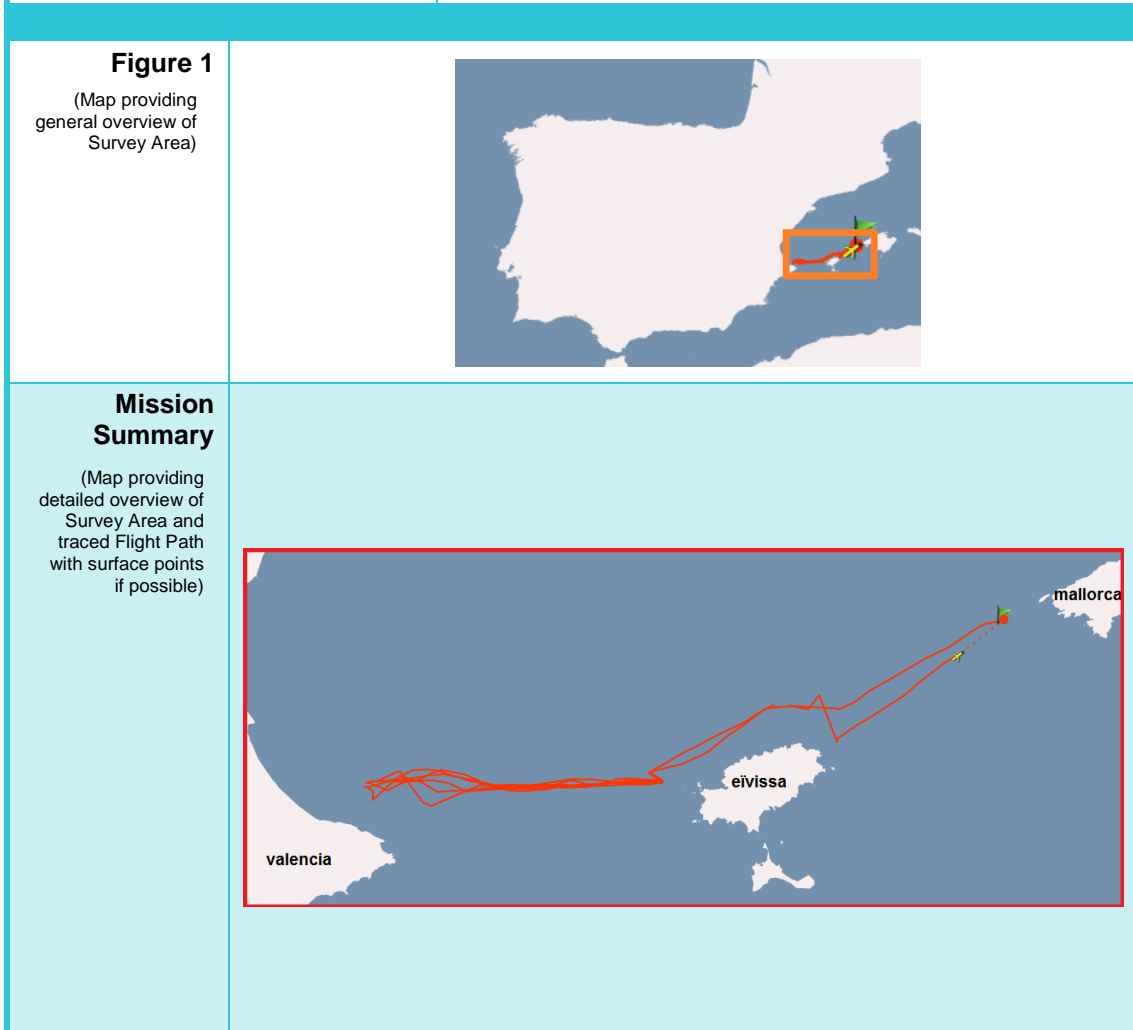 Figure 1
(Map providing
general overview of
Survey Area)
Mission
Summary
(Map providing
detailed overview of
Survey Area and
traced Flight Path
with surface points
if possible)
mallorca
eïvissa
valencia